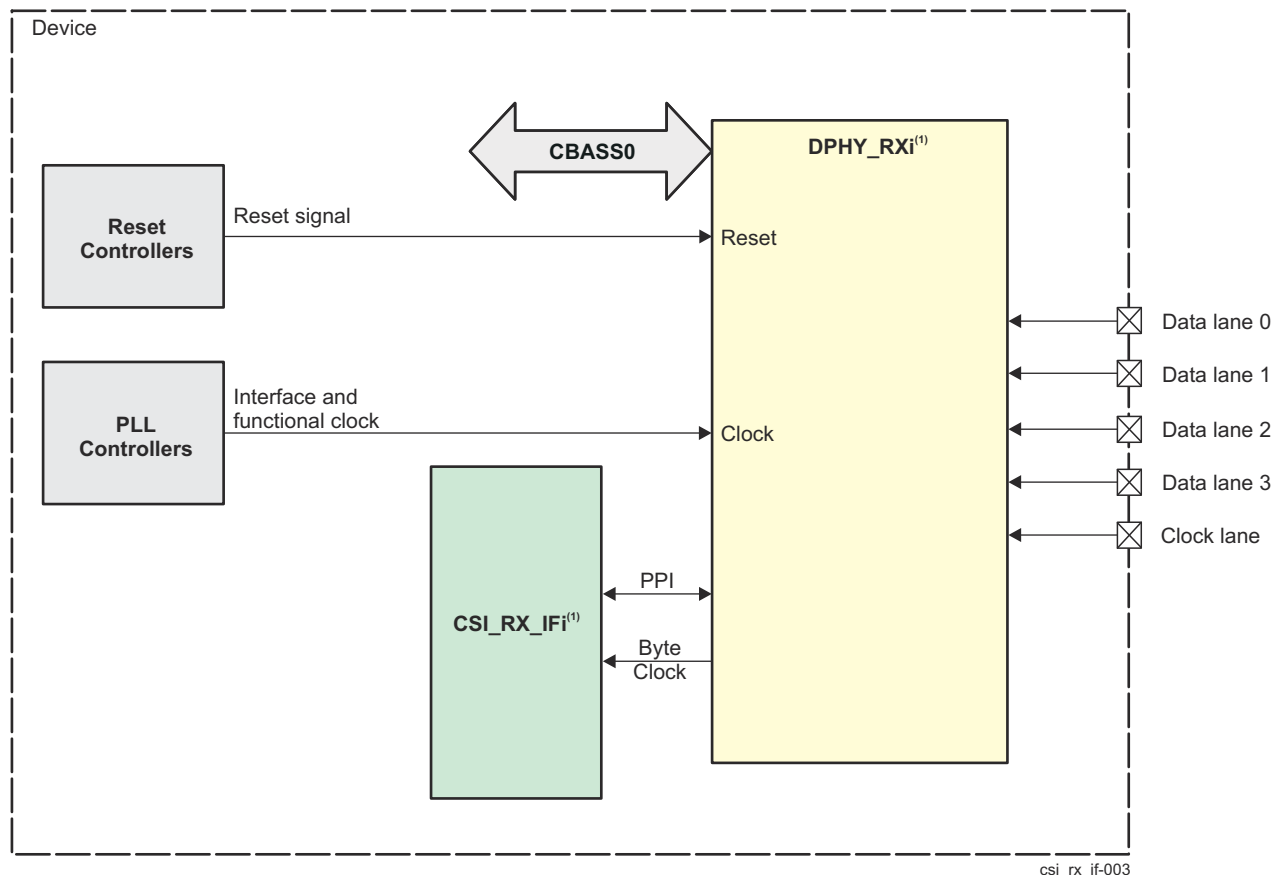 Device
CBASS0
DPHY_RXi(1)
Reset
Controllers
Reset signal
Reset
Data lane 0
Data lane 1
PLL
Controllers
Interface and
functional clock
Clock
Data lane 2
Data lane 3
Clock lane
CSI_RX_IFi(1)
PPI
Byte
Clock
csi_rx_if-003